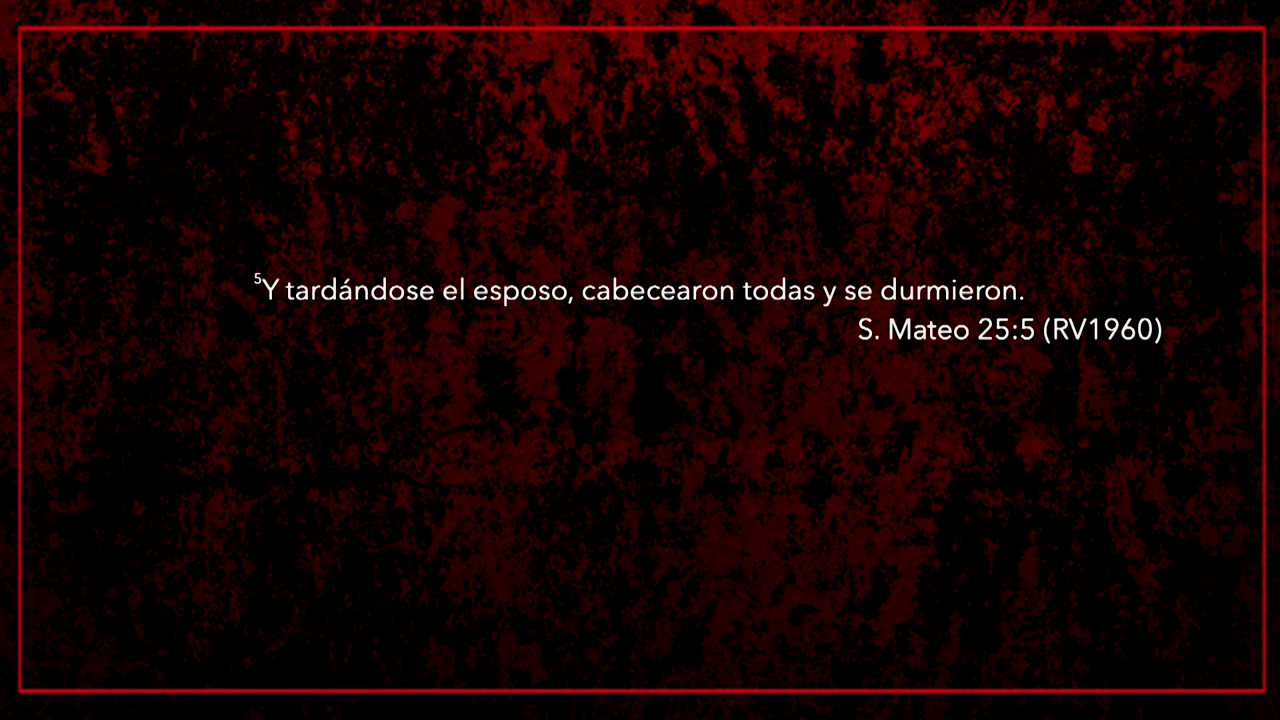 ⁵Y tardándose el esposo, cabecearon todas y se durmieron.
S. Mateo 25:5 (RV1960)